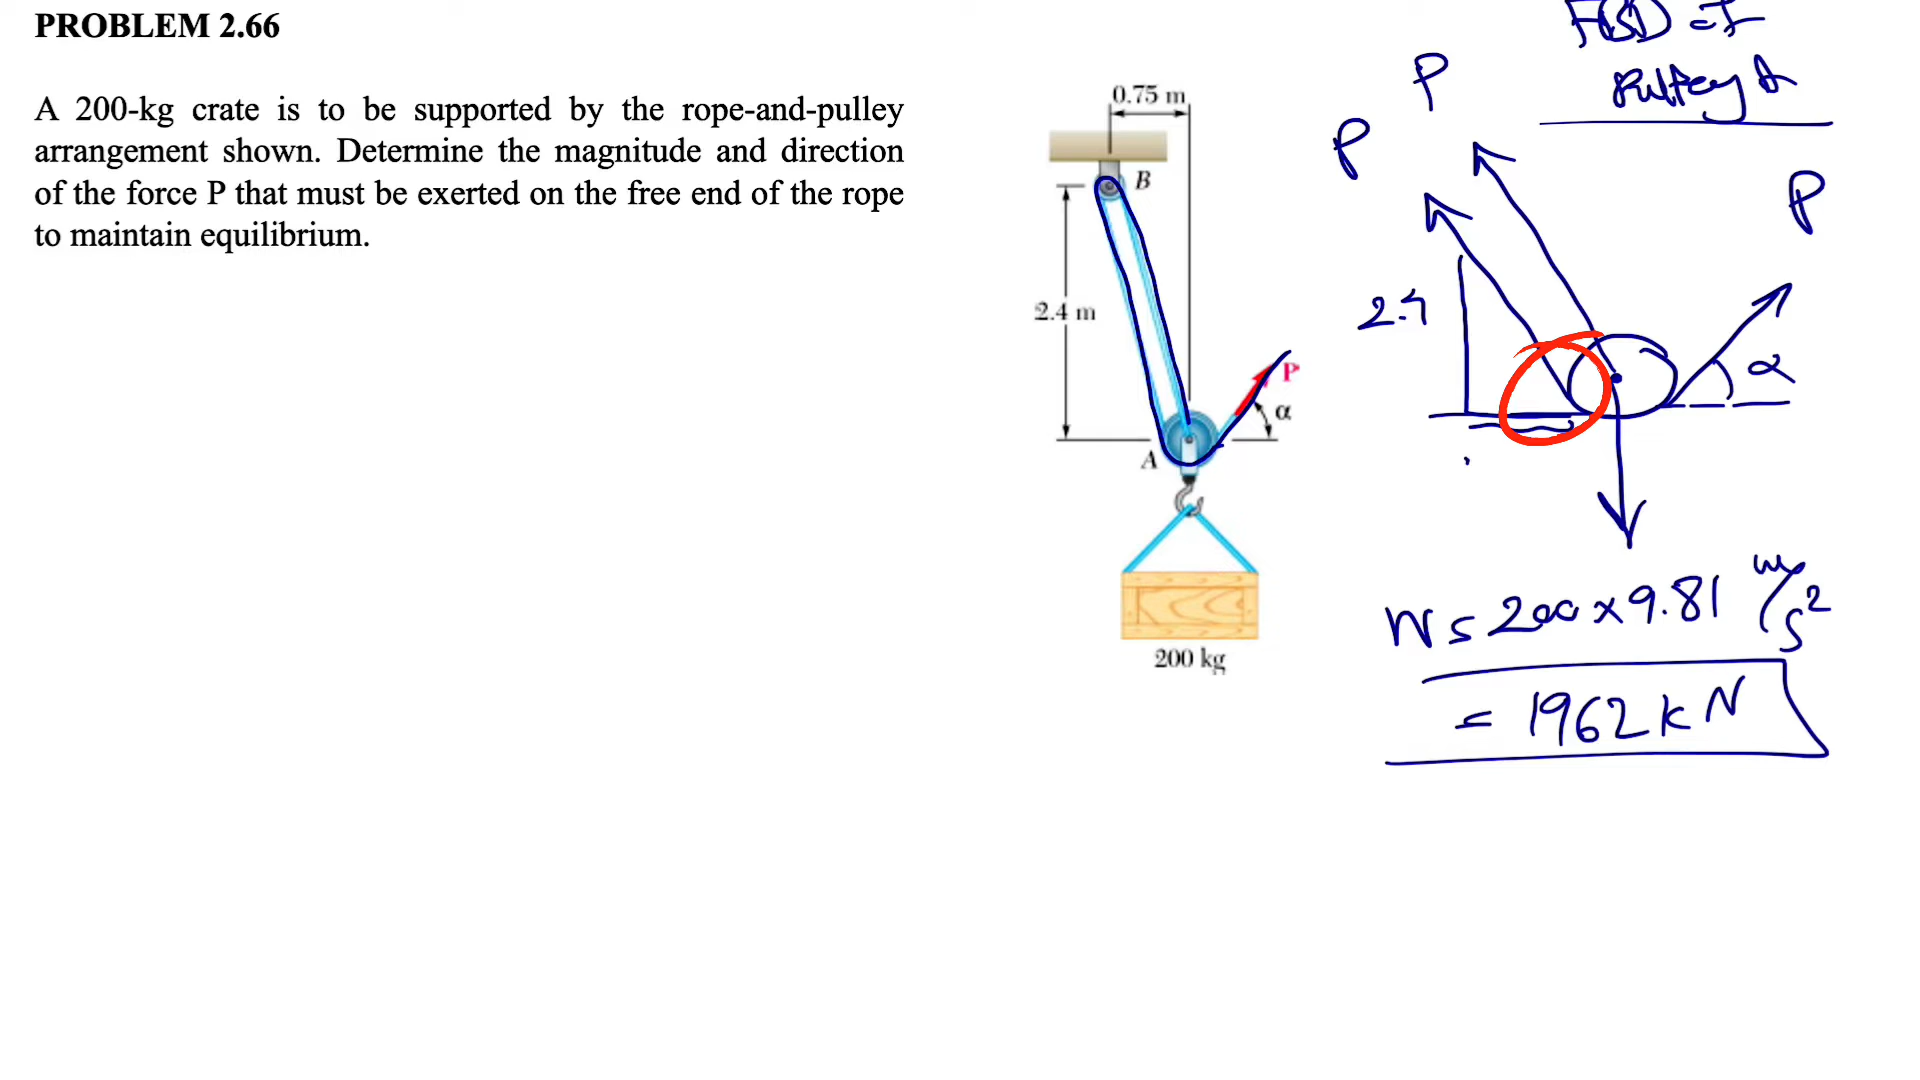 PROBLEM 2.66
A 200-kg crate is to be supported by the rope-and-pulley
arrangement shown. Determine the magnitude and direction
of the force P that must be exerted on the free end of the rope
to maintain equilibrium.
0.75 m
B
2.4 m
P
α
A
200 kg
FBD of
Pulley A
P
P
P
2.4
α
W = 200 x 9.81 m/s²
= 1962 k N